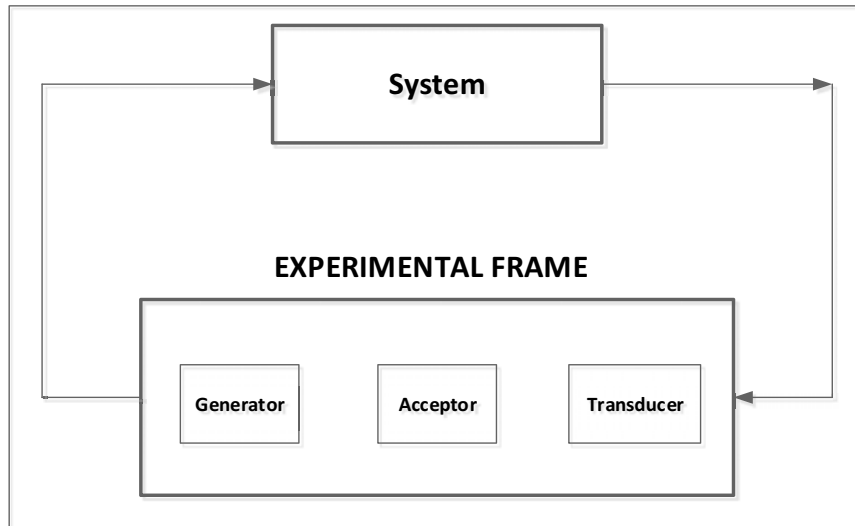 System
EXPERIMENTAL FRAME
Generator
Acceptor
Transducer